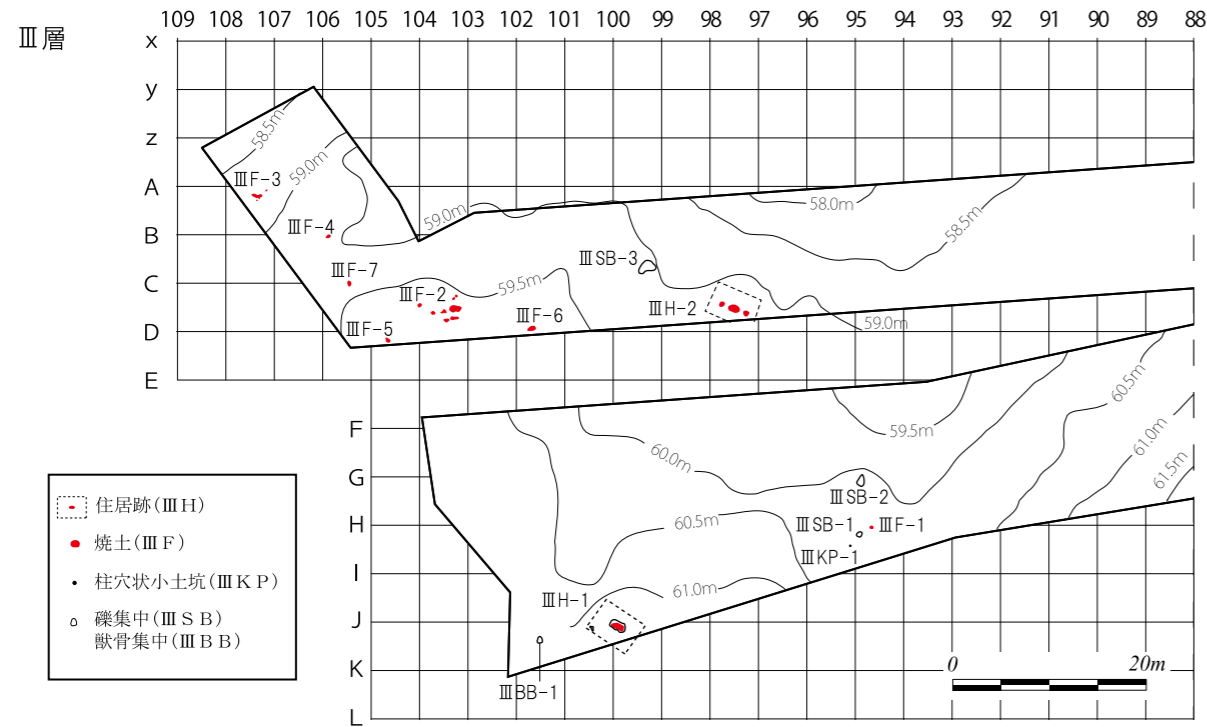 Ⅲ層
109 108 107 106 105 104 103 102 101 100 99 98 97 96 95 94 93 92 91 90 89 88
x
y
z
A
B
C
D
E
58.5m
59.0m
ⅢF-3
ⅢF-4
59.0m
58.0m
58.5m
ⅢSB-3
ⅢF-7
ⅢF-2
59.5m
ⅢF-6
ⅢH-2
59.0m
ⅢF-5
F
G
H
I
J
K
L
60.5m
59.5m
60.0m
61.0m
61.5m
ⅢSB-2
60.5m
ⅢSB-1
ⅢF-1
ⅢKP-1
ⅢH-1
61.0m
ⅢBB-1
住居跡(ⅢH)
焼土(ⅢF)
柱穴状小土坑(ⅢKP)
礫集中(ⅢSB)
獣骨集中(ⅢBB)
0 20m